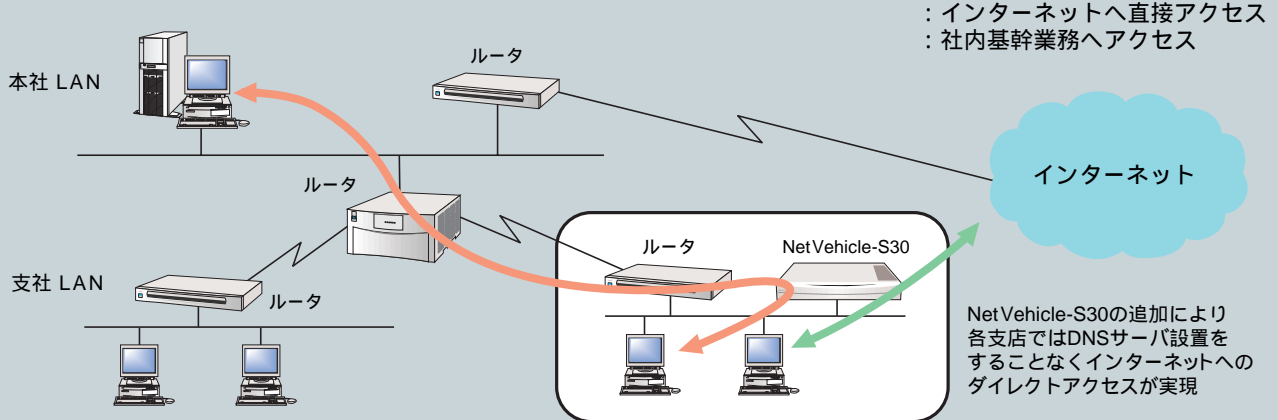 ：インターネットへ直接アクセス
：社内基幹業務へアクセス
ルータ
本社 LAN
ルータ
インターネット
ルータ
NetVehicle-S30
支社 LAN
ルータ
NetVehicle-S30の追加により
各支店ではDNSサーバ設置を
することなくインターネットへの
ダイレクトアクセスが実現